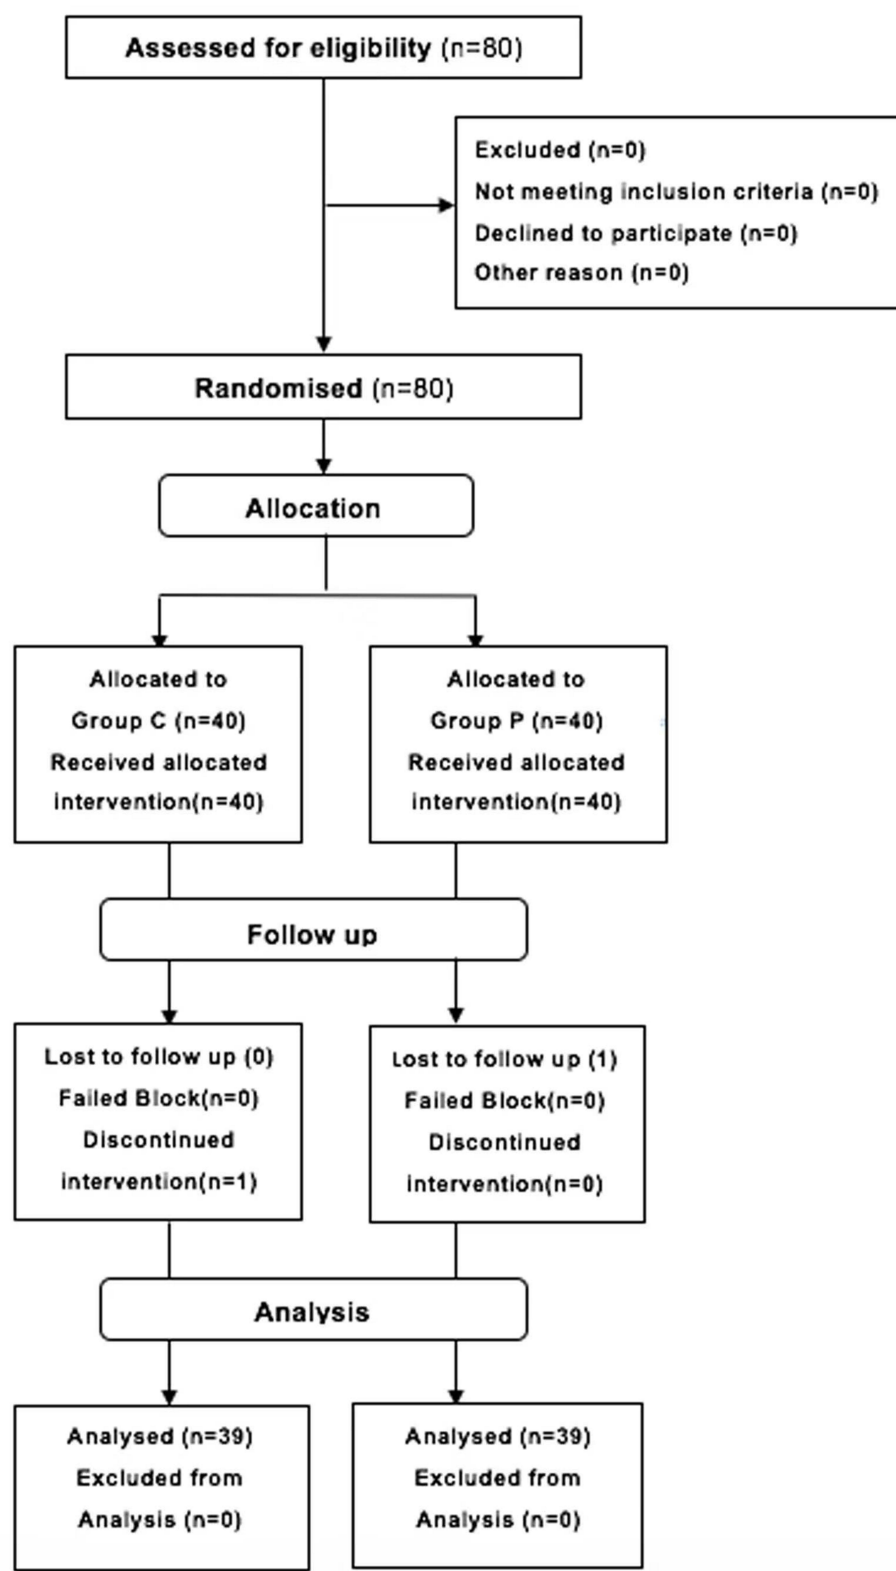 Assessed for eligibility (n=80)
Excluded (n=0)
Not meeting inclusion criteria (n=0)
Declined to participate (n=0)
Other reason (n=0)
Randomised (n=80)
Allocation
Allocated to
Group C (n=40)
Received allocated
intervention(n=40)
Allocated to
Group P (n=40)
Received allocated
intervention(n=40)
Follow up
Lost to follow up (0)
Failed Block(n=0)
Discontinued
intervention(n=1)
Lost to follow up (1)
Failed Block(n=0)
Discontinued
intervention(n=0)
Analysis
Analysed (n=39)
Excluded from
Analysis (n=0)
Analysed (n=39)
Excluded from
Analysis (n=0)